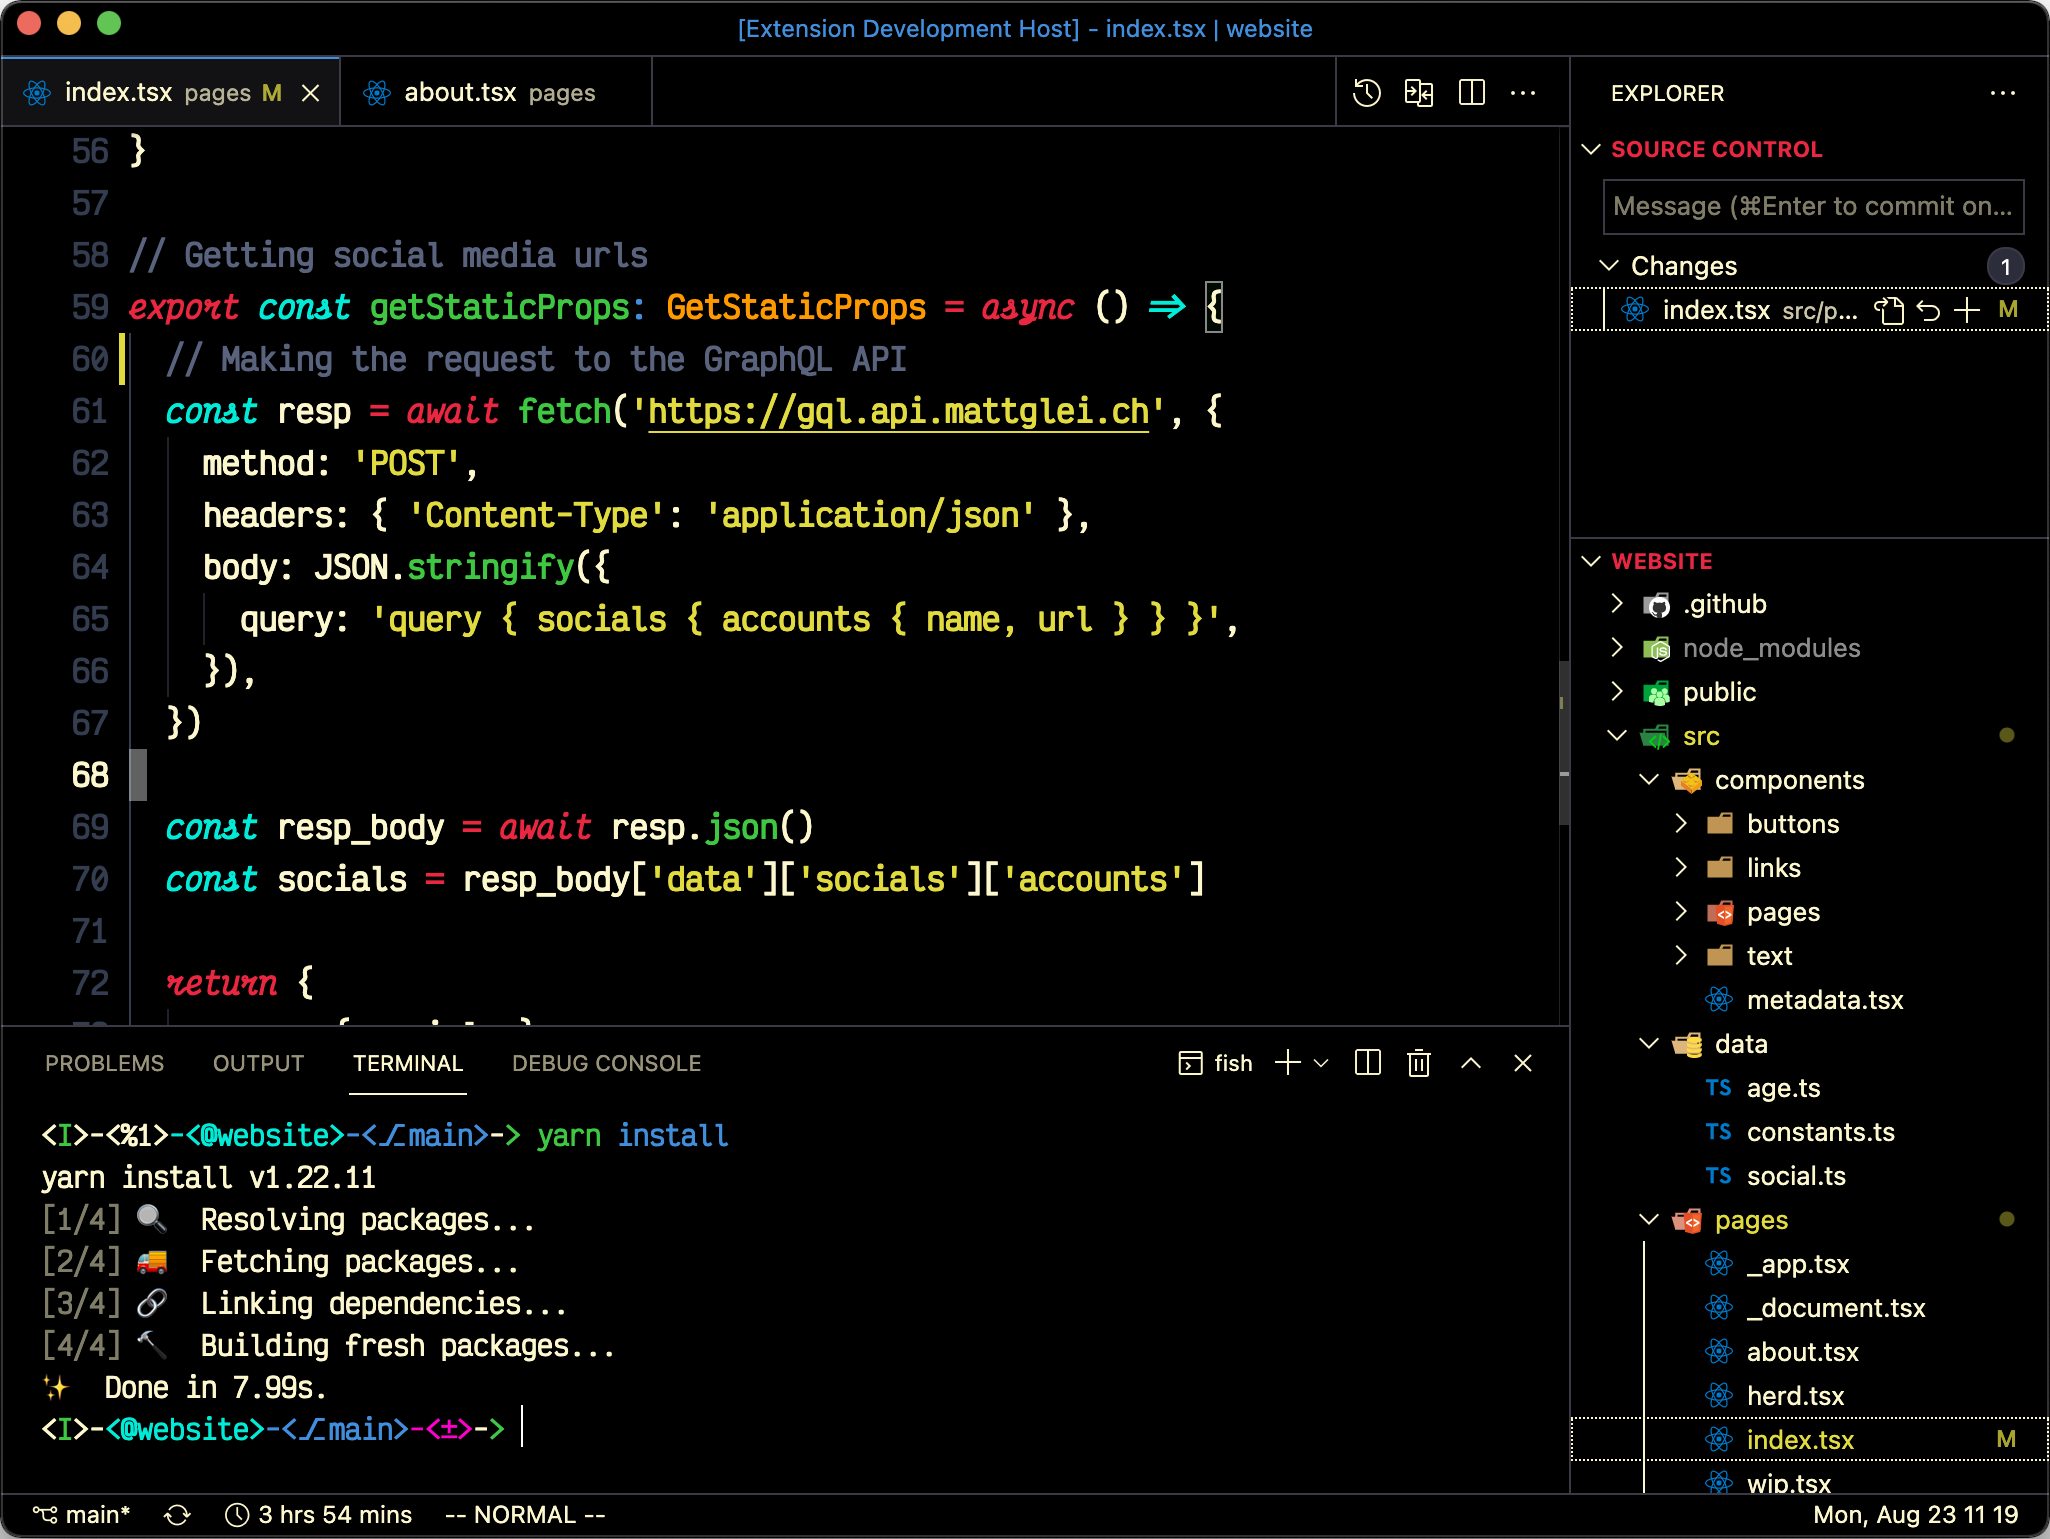 [Extension Development Host] - index.tsx | website
index.tsx pages M
about.tsx pages
56 }
57
58 // Getting social media urls
59 export const getStaticProps: GetStaticProps = async () => {
60 // Making the request to the GraphQL API
61 const resp = await fetch('https://gql.api.mattglei.ch', {
62 method: 'POST',
63 headers: { 'Content-Type': 'application/json' },
64 body: JSON.stringify({
65 query: 'query { socials { accounts { name, url } } }',
66 }),
67 })
68
69 const resp_body = await resp.json()
70 const socials = resp_body['data']['socials']['accounts']
71
72 return {
PROBLEMS OUTPUT TERMINAL DEBUG CONSOLE fish
<I>-<%1>-<@website>-<⎇main>-> yarn install
yarn install v1.22.11
[1/4] 🔍 Resolving packages...
[2/4] 🚚 Fetching packages...
[3/4] 🔗 Linking dependencies...
[4/4] 🔨 Building fresh packages...
✨ Done in 7.99s.
<I>-<@website>-<⎇main>-<±>->
EXPLORER
SOURCE CONTROL
Message (⌘Enter to commit on...
Changes 1
index.tsx src/p... M
WEBSITE
.github
node_modules
public
src
components
buttons
links
pages
text
metadata.tsx
data
TS age.ts
TS constants.ts
TS social.ts
pages
_app.tsx
_document.tsx
about.tsx
herd.tsx
index.tsx M
wip.tsx
main* 3 hrs 54 mins -- NORMAL -- Mon, Aug 23 11 19